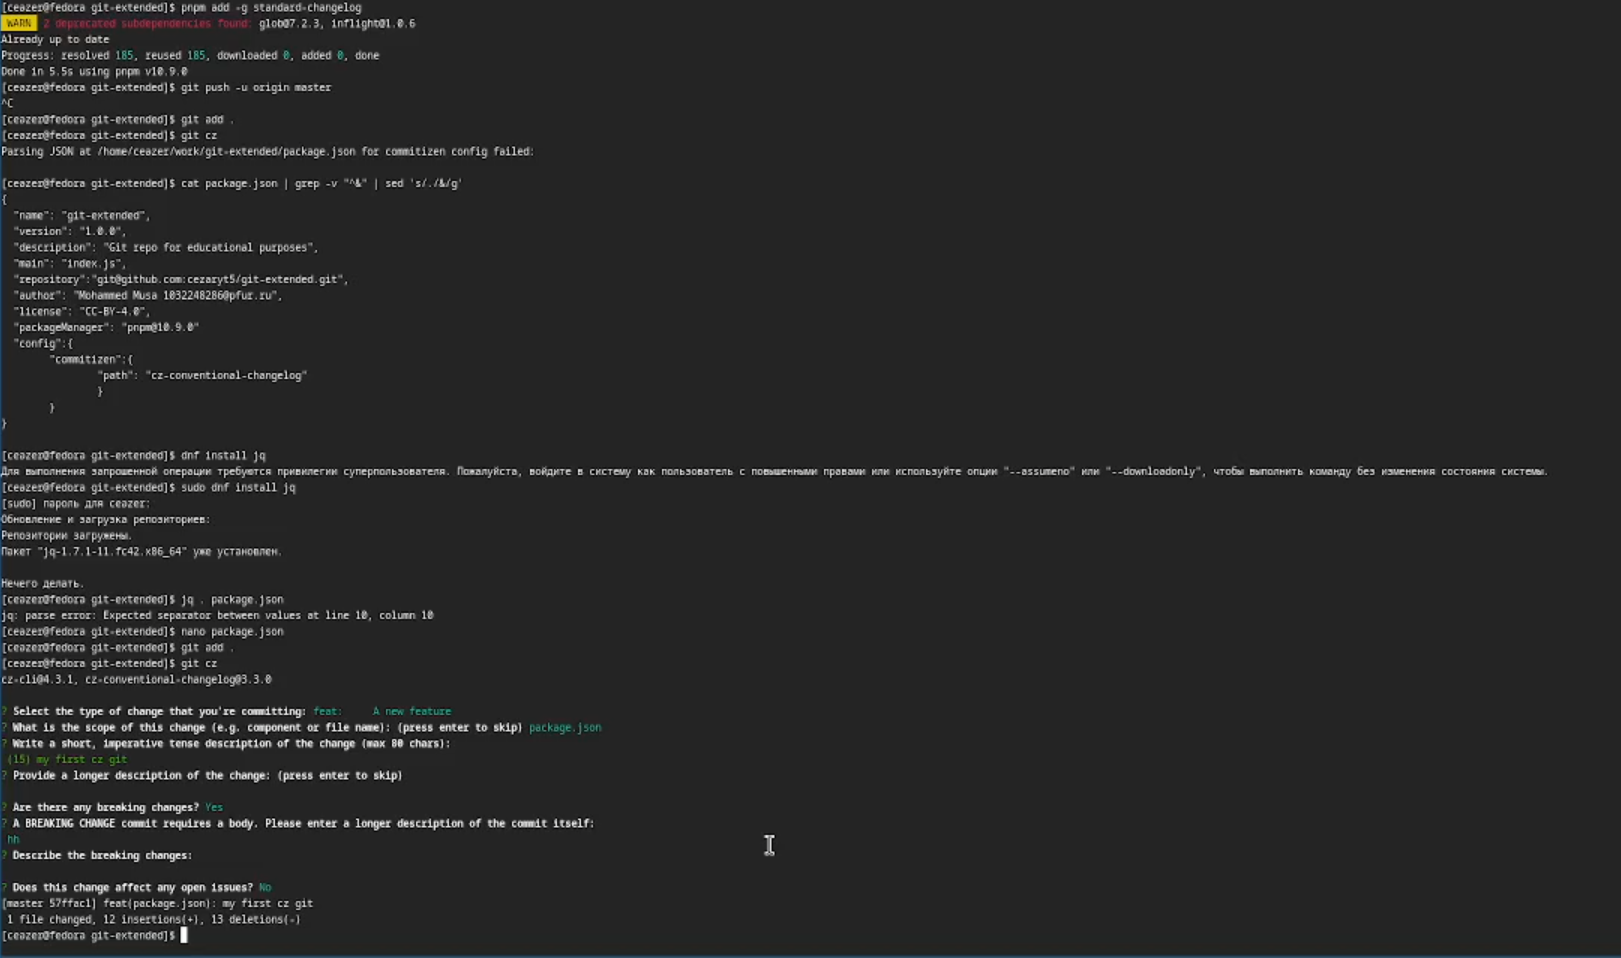 [ceazer@fedora git-extended]$ pnpm add -g standard-changelog
WARN 2 deprecated subdependencies found: glob@7.2.3, inflight@1.0.6
Already up to date
Progress: resolved 185, reused 185, downloaded 0, added 0, done
Done in 5.5s using pnpm v10.9.0
[ceazer@fedora git-extended]$ git push -u origin master
^C
[ceazer@fedora git-extended]$ git add .
[ceazer@fedora git-extended]$ git cz
Parsing JSON at /home/ceazer/work/git-extended/package.json for commitizen config failed:
[ceazer@fedora git-extended]$ cat package.json | grep -v "^&" | sed 's/./&/g'
{
"name": "git-extended",
"version": "1.0.0",
"description": "Git repo for educational purposes",
"main": "index.js",
"repository":"git@github.com:cezaryt5/git-extended.git",
"author": "Mohammed Musa 1032248286@pfur.ru",
"license": "CC-BY-4.0",
"packageManager": "pnpm@10.9.0"
"config":{
"commitizen":{
"path": "cz-conventional-changelog"
}
}
}
[ceazer@fedora git-extended]$ dnf install jq
Для выполнения запрошенной операции требуются привилегии суперпользователя. Пожалуйста, войдите в систему как пользователь с повышенными правами или используйте опции "--assumeno" или "--downloadonly", чтобы выполнить команду без изменения состояния системы.
[ceazer@fedora git-extended]$ sudo dnf install jq
[sudo] пароль для ceazer:
Обновление и загрузка репозиториев:
Репозитории загружены.
Пакет "jq-1.7.1-11.fc42.x86_64" уже установлен.
Нечего делать.
[ceazer@fedora git-extended]$ jq . package.json
jq: parse error: Expected separator between values at line 10, column 10
[ceazer@fedora git-extended]$ nano package.json
[ceazer@fedora git-extended]$ git add .
[ceazer@fedora git-extended]$ git cz
cz-cli@4.3.1, cz-conventional-changelog@3.3.0
? Select the type of change that you're committing: feat: A new feature
? What is the scope of this change (e.g. component or file name): (press enter to skip) package.json
? Write a short, imperative tense description of the change (max 80 chars):
(15) my first cz git
? Provide a longer description of the change: (press enter to skip)
? Are there any breaking changes? Yes
? A BREAKING CHANGE commit requires a body. Please enter a longer description of the commit itself:
hh
? Describe the breaking changes:
? Does this change affect any open issues? No
[master 57ffac1] feat(package.json): my first cz git
1 file changed, 12 insertions(+), 13 deletions(-)
[ceazer@fedora git-extended]$